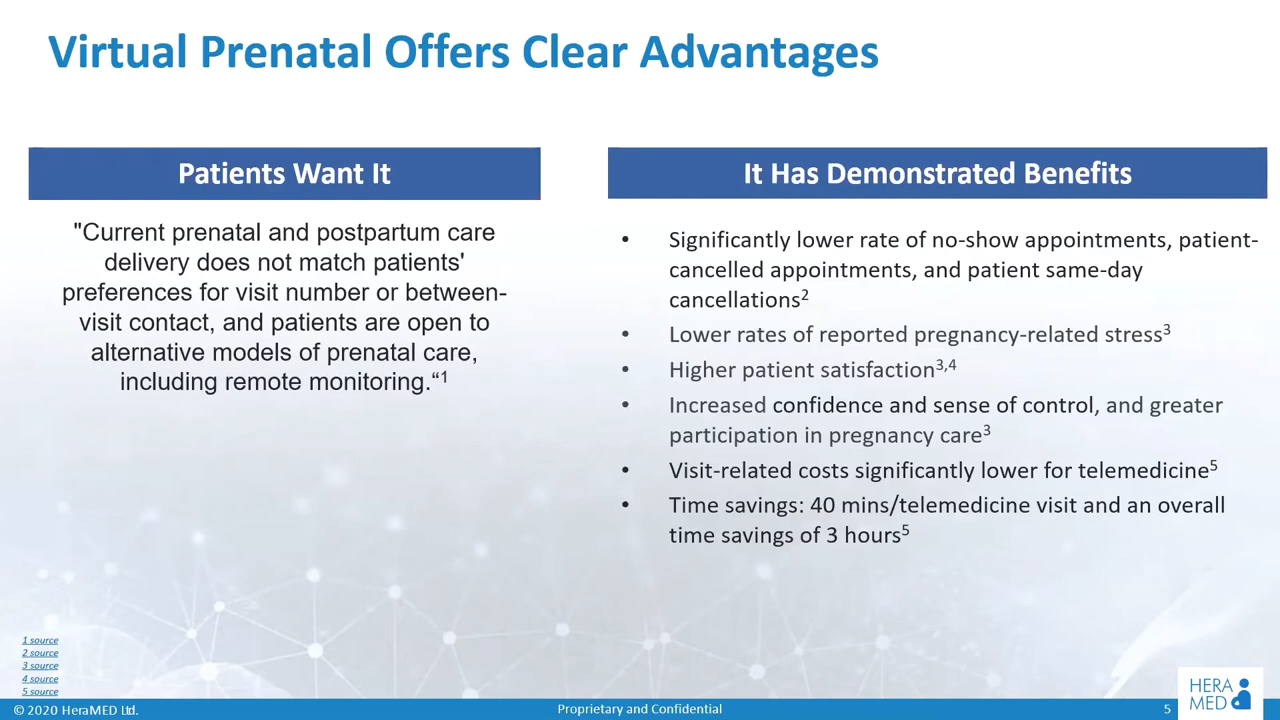 Virtual Prenatal Offers Clear Advantages
Patients Want It
"Current prenatal and postpartum care
delivery does not match patients'
preferences for visit number or between-
visit contact, and patients are open to
alternative models of prenatal care,
including remote monitoring.“1
It Has Demonstrated Benefits
• Significantly lower rate of no-show appointments, patient-
cancelled appointments, and patient same-day
cancellations2
• Lower rates of reported pregnancy-related stress3
• Higher patient satisfaction3,4
• Increased confidence and sense of control, and greater
participation in pregnancy care3
• Visit-related costs significantly lower for telemedicine5
• Time savings: 40 mins/telemedicine visit and an overall
time savings of 3 hours5
1 source
2 source
3 source
4 source
5 source
© 2020 HeraMED Ltd.
Proprietary and Confidential
5
HERA
MED